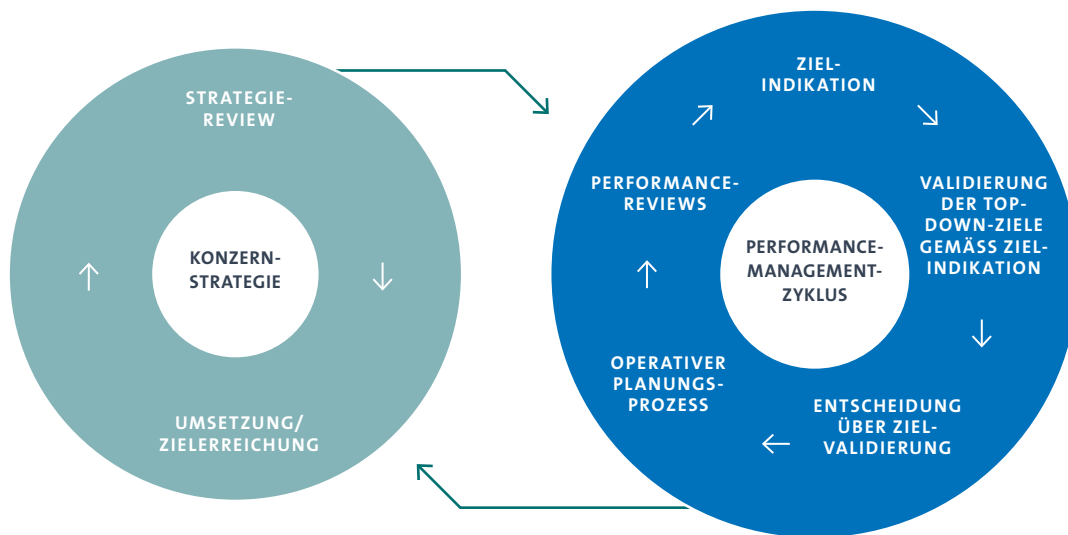 STRATEGIE-
REVIEW
KONZERN-
STRATEGIE
UMSETZUNG/
ZIELERREICHUNG
ZIEL-
INDIKATION
VALIDIERUNG
DER TOP-
DOWN-ZIELE
GEMÄSS ZIEL-
INDIKATION
ENTSCHEIDUNG
ÜBER ZIEL-
VALIDIERUNG
OPERATIVER
PLANUNGS-
PROZESS
PERFORMANCE-
REVIEWS
PERFORMANCE-
MANAGEMENT-
ZYKLUS